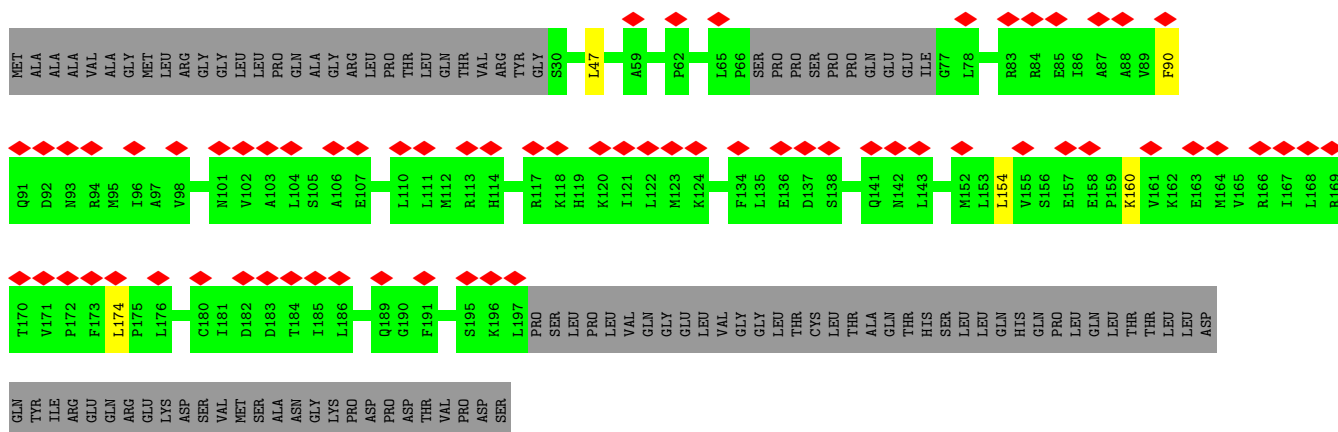 MET ALA ALA ALA VAL ALA GLY MET LEU ARG GLY GLY LEU LEU PRO GLN ALA GLY ARG LEU PRO THR LEU GLN THR VAL ARG TYR GLY S30 L47 A59 P62 L65 P66 SER PRO PRO SER PRO PRO GLN GLU GLU ILE G77 L78 R83 R84 E85 I86 A87 A88 V89 F90
Q91 D92 N93 R94 M95 I96 A97 V98 N101 V102 A103 L104 S105 A106 E107 L110 L111 M112 R113 H114 R117 K118 H119 K120 I121 L122 M123 K124 F134 L135 E136 D137 S138 Q141 N142 L143 M152 L153 L154 V155 S156 E157 E158 P159 K160 V161 K162 E163 M164 V165 R166 I167 L168 R169
T170 V171 P172 F173 L174 P175 L176 C180 I181 D182 D183 T184 I185 L186 Q189 G190 F191 S195 K196 L197 PRO SER LEU PRO LEU VAL GLN GLY GLU LEU VAL GLY GLY LEU THR CYS LEU THR ALA GLN THR HIS SER LEU LEU GLN HIS GLN PRO LEU GLN LEU THR THR LEU LEU ASP
GLN TYR ILE ARG GLU GLN ARG GLU LYS ASP SER VAL MET SER ALA ASN GLY LYS PRO ASP PRO ASP THR VAL PRO ASP SER